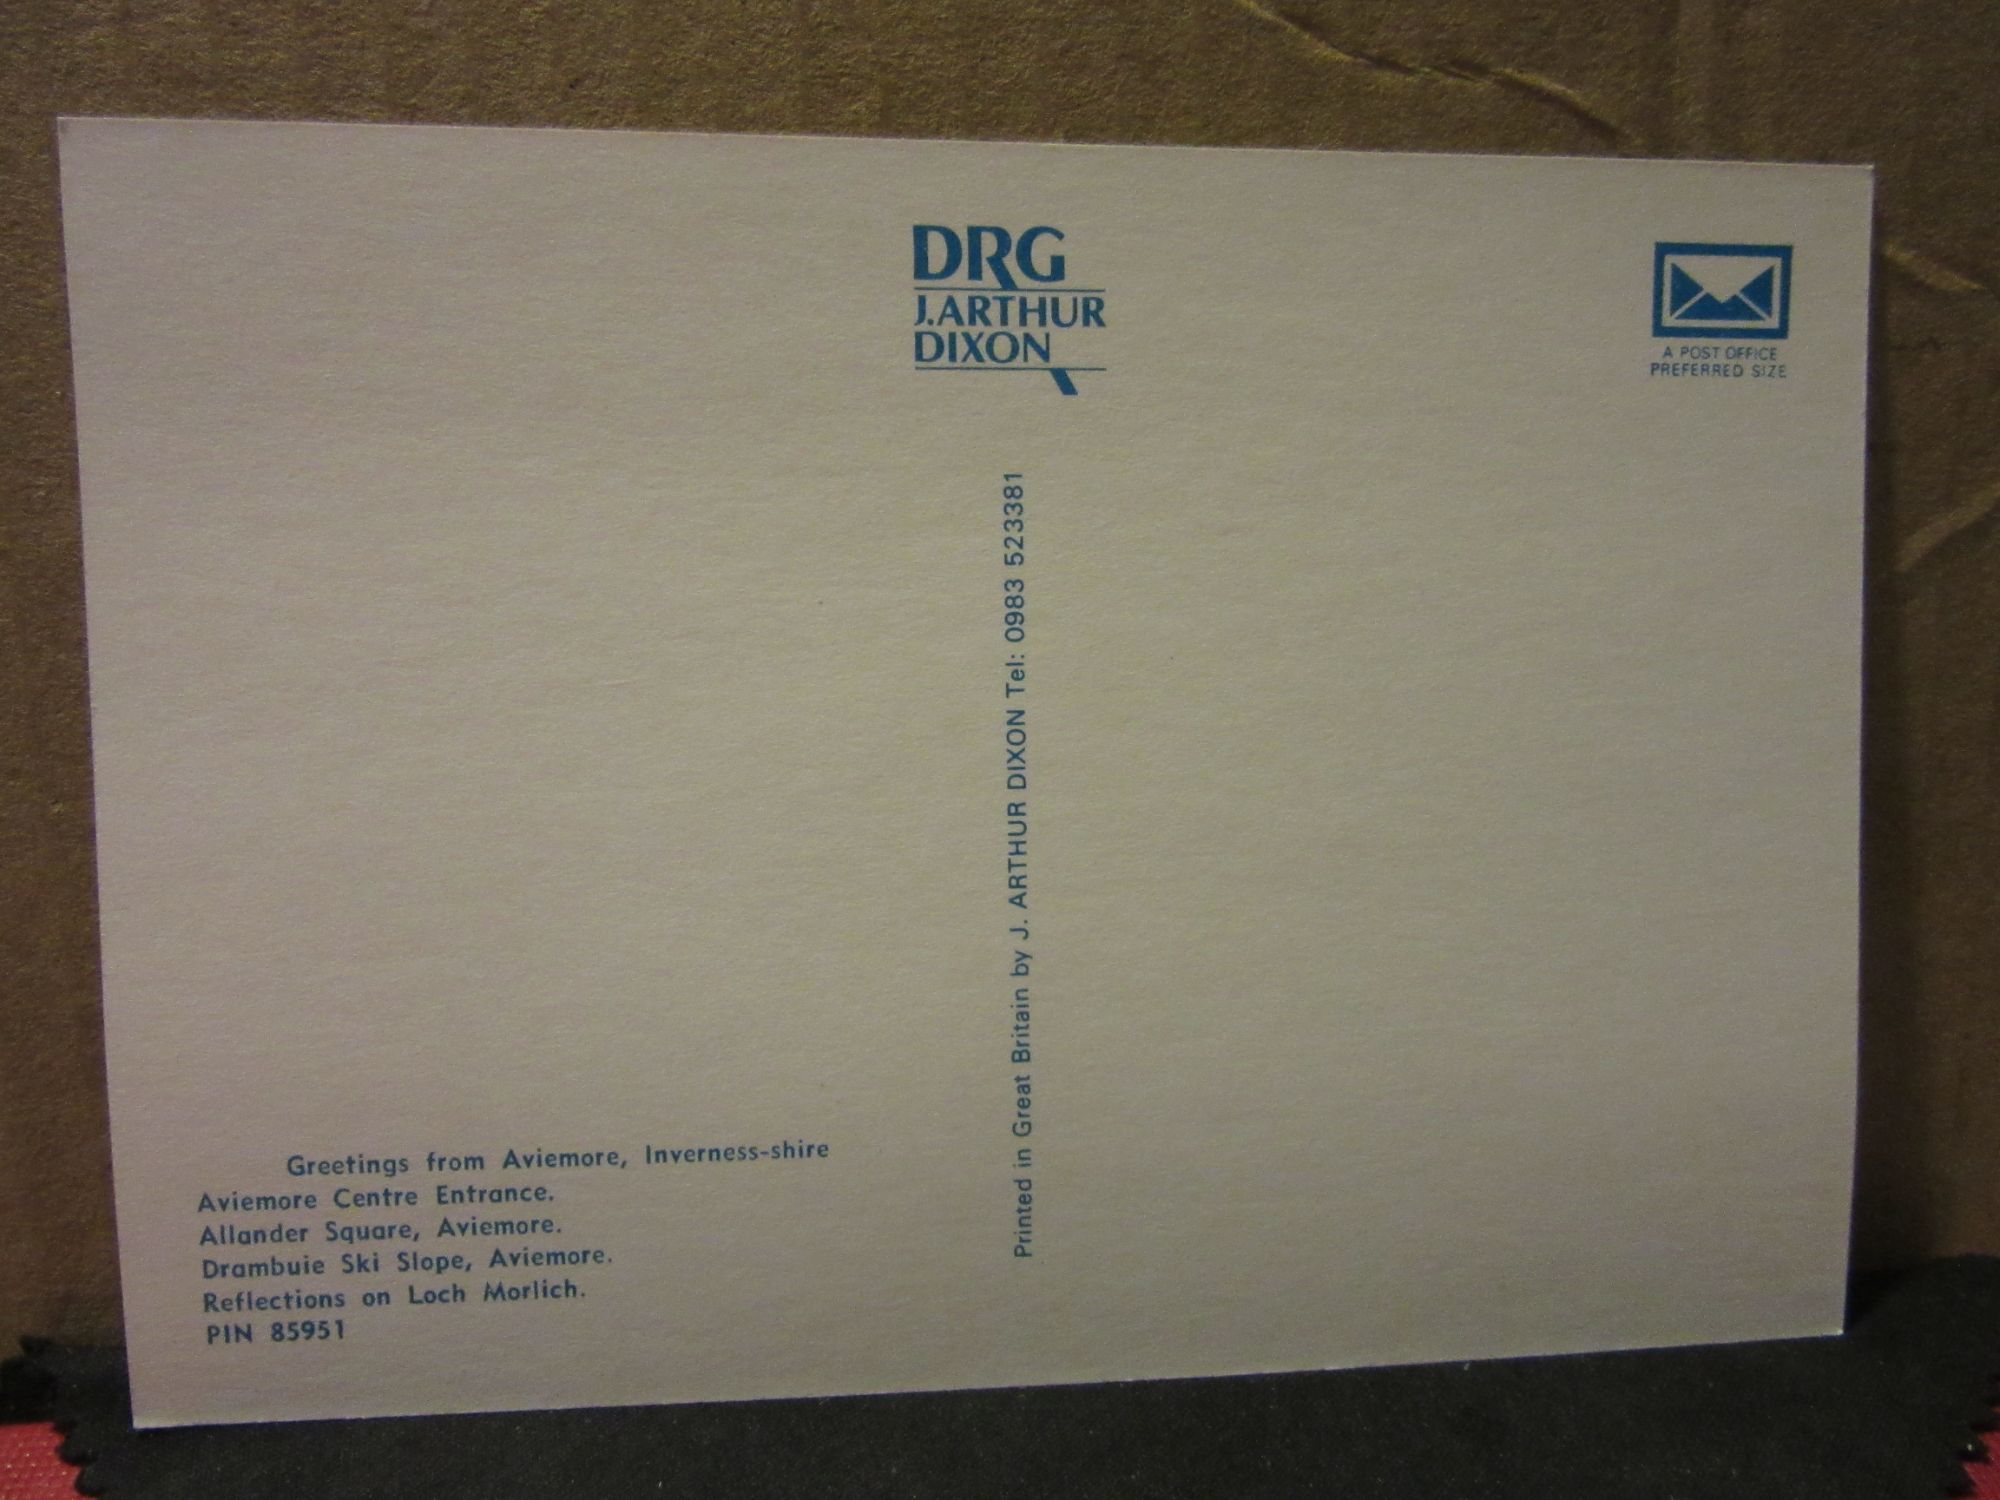 DRG
J.ARTHUR
DIXON
A POST OFFICE
PREFERRED SIZE
Printed in Great Britain by J. ARTHUR DIXON Tel: 0983 523381
Greetings from Aviemore, Inverness-shire
Aviemore Centre Entrance.
Allander Square, Aviemore.
Drambuie Ski Slope, Aviemore.
Reflections on Loch Morlich.
PIN 85951